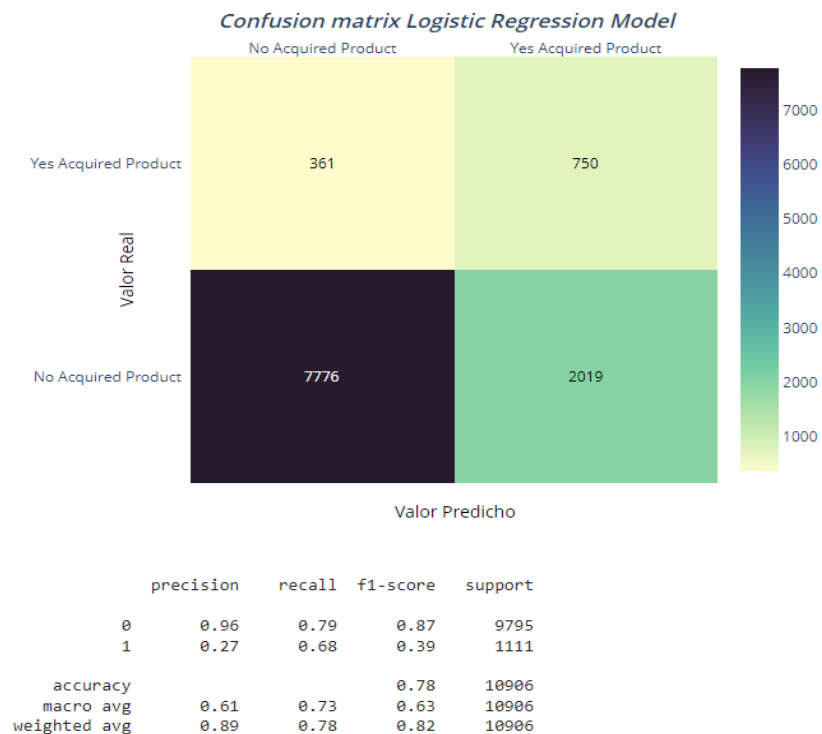 Confusion matrix Logistic Regression Model
No Acquired Product Yes Acquired Product
7000
Yes Acquired Product 361 750
6000
5000
Valor Real
4000
3000
No Acquired Product 7776 2019
2000
1000
Valor Predicho
precision recall f1-score support
0 0.96 0.79 0.87 9795
1 0.27 0.68 0.39 1111
accuracy 0.78 10906
macro avg 0.61 0.73 0.63 10906
weighted avg 0.89 0.78 0.82 10906